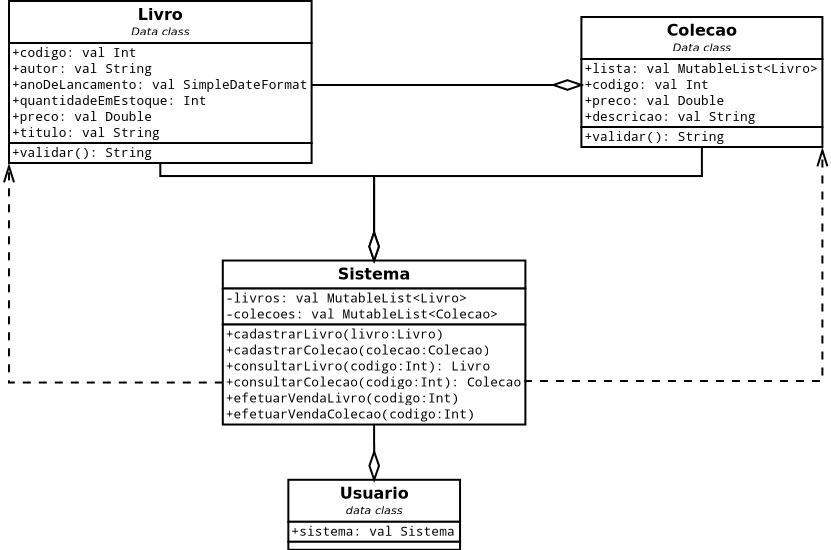 Livro
Data class
+codigo: val Int
+autor: val String
+anoDeLancamento: val SimpleDateFormat
+quantidadeEmEstoque: Int
+preco: val Double
+titulo: val String
+validar(): String
Colecao
Data class
+lista: val MutableList<Livro>
+codigo: val Int
+preco: val Double
+descricao: val String
+validar(): String
Sistema
-livros: val MutableList<Livro>
-colecoes: val MutableList<Colecao>
+cadastrarLivro(livro:Livro)
+cadastrarColecao(colecao:Colecao)
+consultarLivro(codigo:Int): Livro
+consultarColecao(codigo:Int): Colecao
+efetuarVendaLivro(codigo:Int)
+efetuarVendaColecao(codigo:Int)
Usuario
data class
+sistema: val Sistema